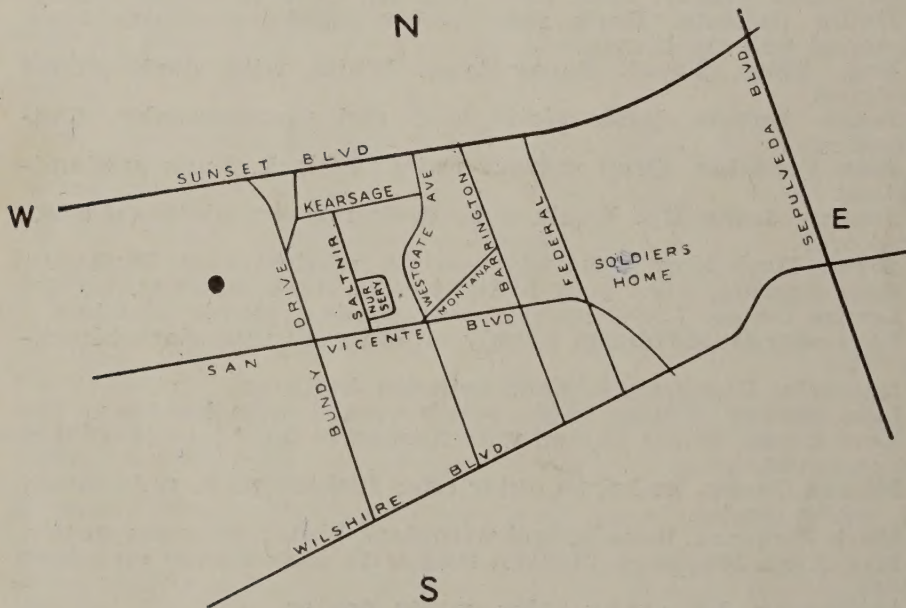 N
SUNSET BLVD
W
KEARSAGE
WESTGATE AVE
BARRINGTON
FEDERAL
SEPULVEDA BLVD
E
SOLDIERS
HOME
SALTNIR
NUR
SERY
MONTANA
BUNDY DRIVE
SAN VICENTE BLVD
WILSHIRE BLVD
S